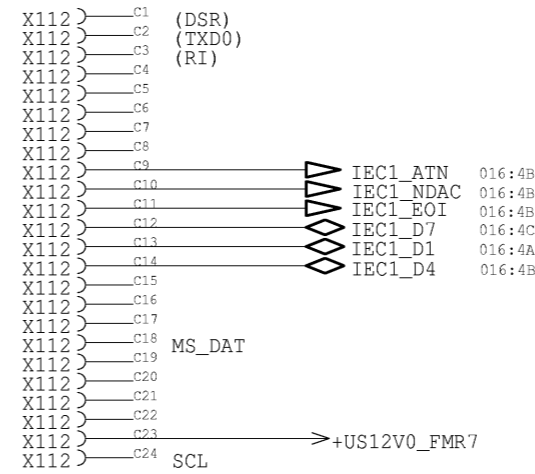 X112 C1 (DSR)
X112 C2 (TXD0)
X112 C3 (RI)
X112 C4
X112 C5
X112 C6
X112 C7
X112 C8
X112 C9 IEC1_ATN 016:4B
X112 C10 IEC1_NDAC 016:4B
X112 C11 IEC1_EOI 016:4B
X112 C12 IEC1_D7 016:4C
X112 C13 IEC1_D1 016:4A
X112 C14 IEC1_D4 016:4B
X112 C15
X112 C16
X112 C17
X112 C18 MS_DAT
X112 C19
X112 C20
X112 C21
X112 C22
X112 C23 +US12V0_FMR7
X112 C24 SCL